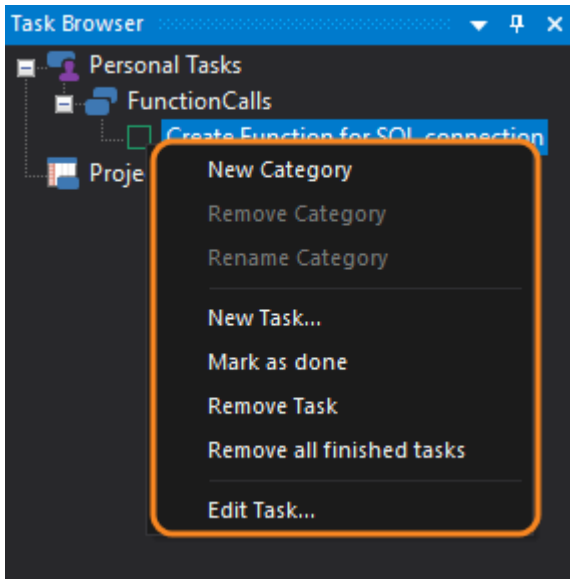 Task Browser
Personal Tasks
FunctionCalls
Create Function for SQL connection
Proje
New Category
Remove Category
Rename Category
New Task...
Mark as done
Remove Task
Remove all finished tasks
Edit Task...